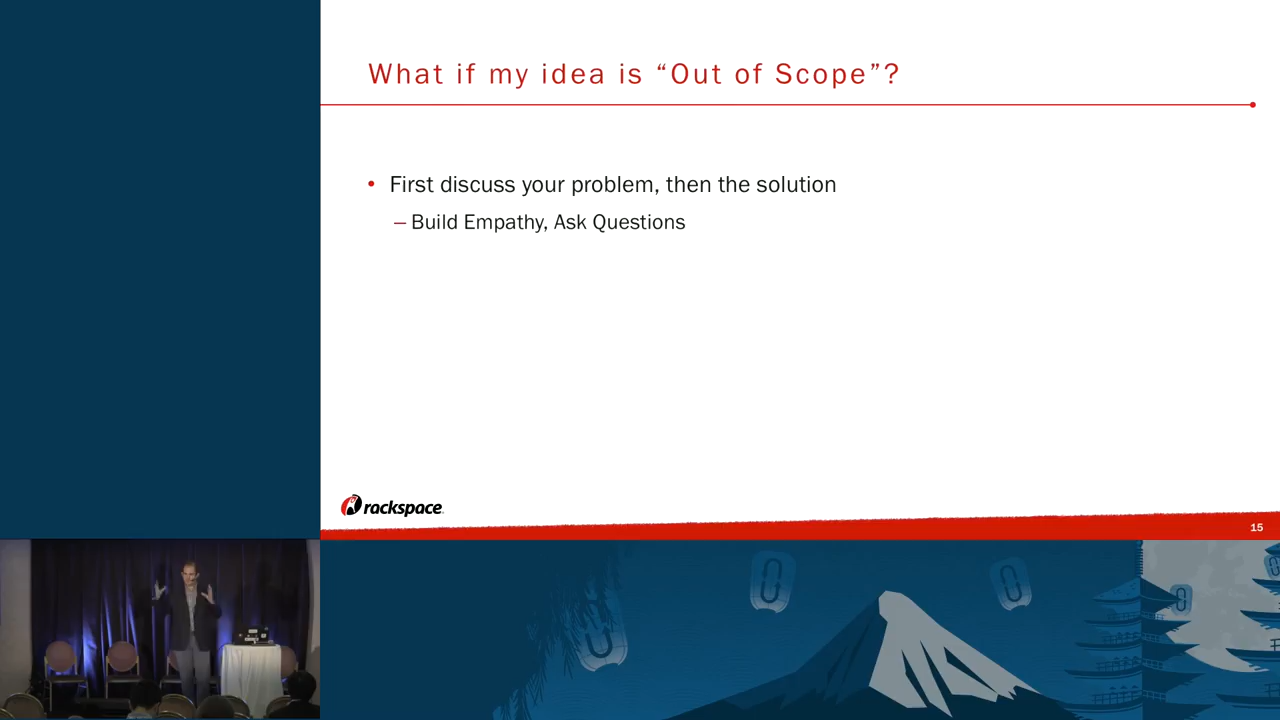 What if my idea is “Out of Scope”?
• First discuss your problem, then the solution
– Build Empathy, Ask Questions
rackspace.
15